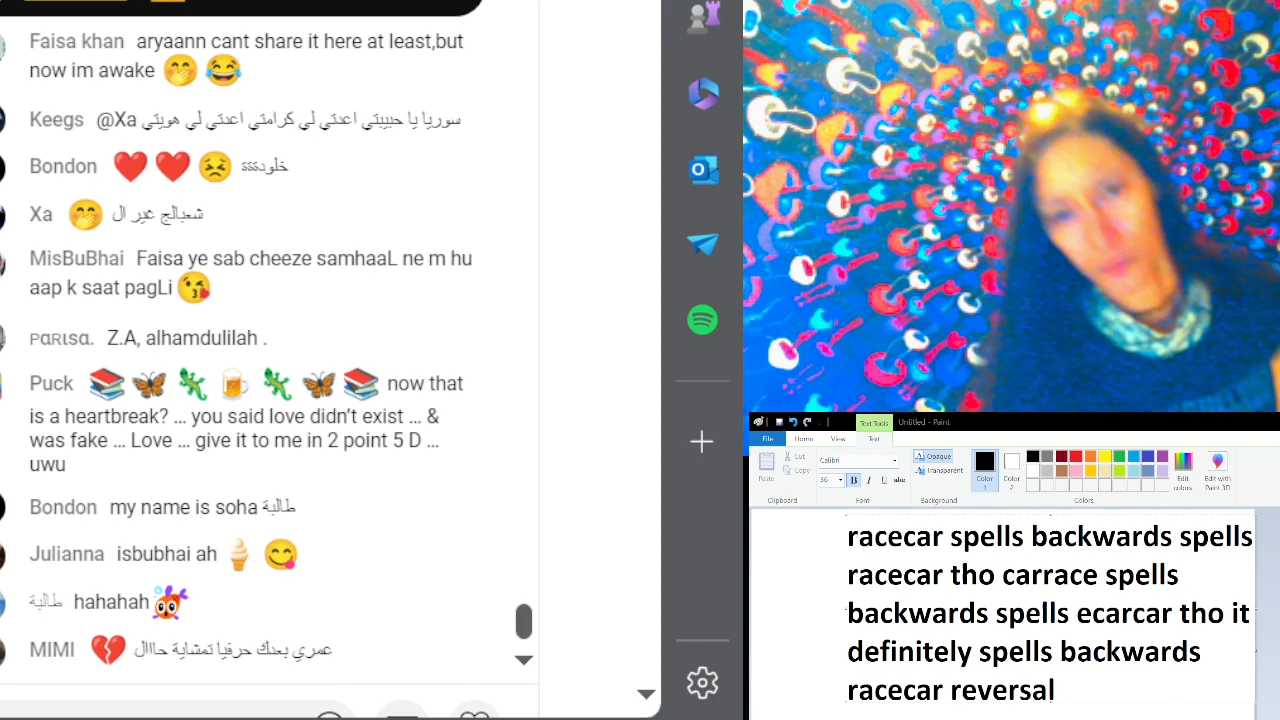 Faisa khan aryaann cant share it here at least,but
now im awake 🤭 😂
Keegs @Xa سوريا يا حبيبتي اعدتي لي كرامتي اعدتي لي هويتي
Bondon ❤️ ❤️ 😣 خلودةةة
Xa 🤭 شعبالج غير ال
MisBuBhai Faisa ye sab cheeze samhaaL ne m hu
aap k saat pagLi 😘
ᴘαʀιsα. Z.A, alhamdulilah .
Puck 📚 🦋 🦎 🍺 🦎 🦋 📚 now that
is a heartbreak? ... you said love didn’t exist ... &
was fake ... Love ... give it to me in 2 point 5 D ...
uwu
Bondon my name is soha طالبة
Julianna isbubhai ah 🍦 😋
طالبة hahahah
MIMI 💔 عمري بعدك حرفيا تمشاية حااال
Text Tools Untitled - Paint
File Home View Text
Paste Cut Copy Calibri 36 B I U abc Opaque Transparent Color 1 Color 2 Edit colors Edit with Paint 3D
Clipboard Font Background Colors
racecar spells backwards spells
racecar tho carrace spells
backwards spells ecarcar tho it
definitely spells backwards
racecar reversal